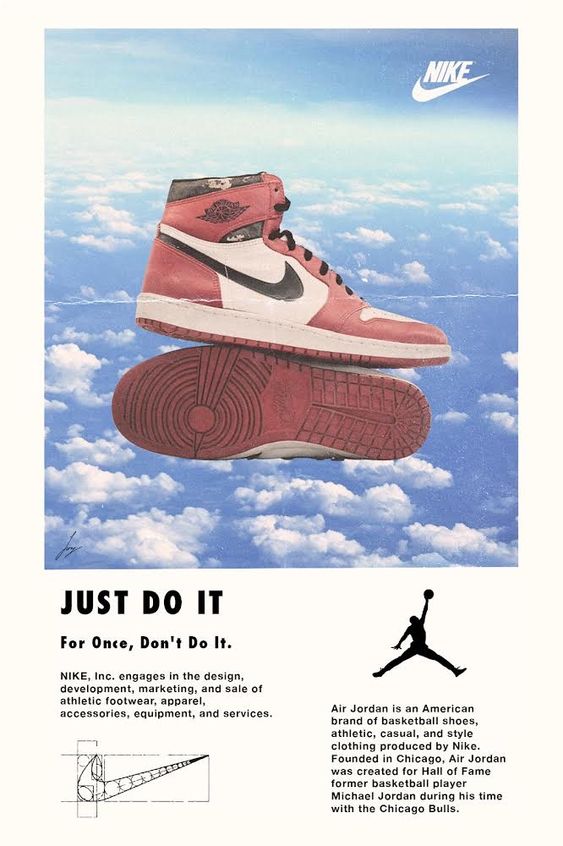 NIKE
JUST DO IT
For Once, Don't Do It.
NIKE, Inc. engages in the design,
development, marketing, and sale of
athletic footwear, apparel,
accessories, equipment, and services.
Air Jordan is an American
brand of basketball shoes,
athletic, casual, and style
clothing produced by Nike.
Founded in Chicago, Air Jordan
was created for Hall of Fame
former basketball player
Michael Jordan during his time
with the Chicago Bulls.